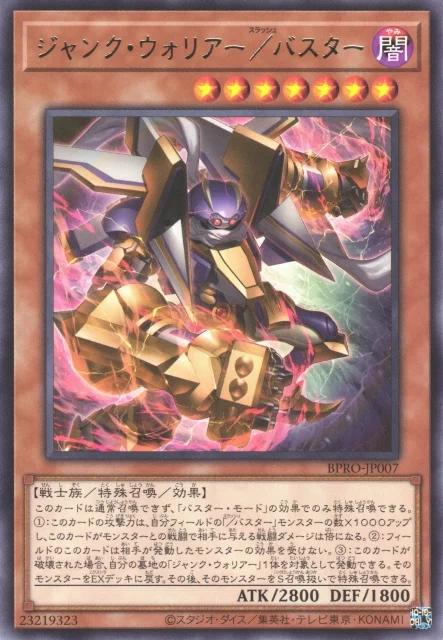 ジャンク・ウォリアー／バスター
闇
BPRO-JP007
【戦士族／特殊召喚／効果】
このカードは通常召喚できず、「バスター・モード」の効果でのみ特殊召喚できる。
①：このカードの攻撃力は、自分フィールドの「／バスター」モンスターの数×1000アップ
し、このカードがモンスターとの戦闘で相手に与える戦闘ダメージは倍になる。②：フィー
ルドのこのカードは相手が発動したモンスターの効果を受けない。③：このカードが
破壊された場合、自分の墓地の「ジャンク・ウォリアー」1体を対象として発動できる。その
モンスターをEXデッキに戻す。その後、そのモンスターをS召喚扱いで特殊召喚できる。
ATK/2800 DEF/1800
23219323
©スタジオ・ダイス／集英社・テレビ東京・KONAMI